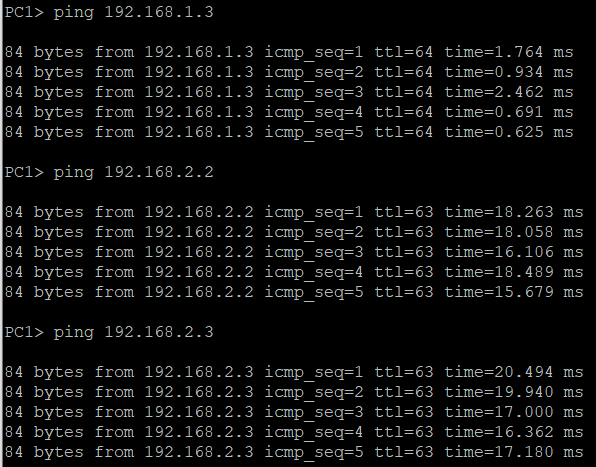 PC1> ping 192.168.1.3
84 bytes from 192.168.1.3 icmp_seq=1 ttl=64 time=1.764 ms
84 bytes from 192.168.1.3 icmp_seq=2 ttl=64 time=0.934 ms
84 bytes from 192.168.1.3 icmp_seq=3 ttl=64 time=2.462 ms
84 bytes from 192.168.1.3 icmp_seq=4 ttl=64 time=0.691 ms
84 bytes from 192.168.1.3 icmp_seq=5 ttl=64 time=0.625 ms
PC1> ping 192.168.2.2
84 bytes from 192.168.2.2 icmp_seq=1 ttl=63 time=18.263 ms
84 bytes from 192.168.2.2 icmp_seq=2 ttl=63 time=18.058 ms
84 bytes from 192.168.2.2 icmp_seq=3 ttl=63 time=16.106 ms
84 bytes from 192.168.2.2 icmp_seq=4 ttl=63 time=18.489 ms
84 bytes from 192.168.2.2 icmp_seq=5 ttl=63 time=15.679 ms
PC1> ping 192.168.2.3
84 bytes from 192.168.2.3 icmp_seq=1 ttl=63 time=20.494 ms
84 bytes from 192.168.2.3 icmp_seq=2 ttl=63 time=19.940 ms
84 bytes from 192.168.2.3 icmp_seq=3 ttl=63 time=17.000 ms
84 bytes from 192.168.2.3 icmp_seq=4 ttl=63 time=16.362 ms
84 bytes from 192.168.2.3 icmp_seq=5 ttl=63 time=17.180 ms